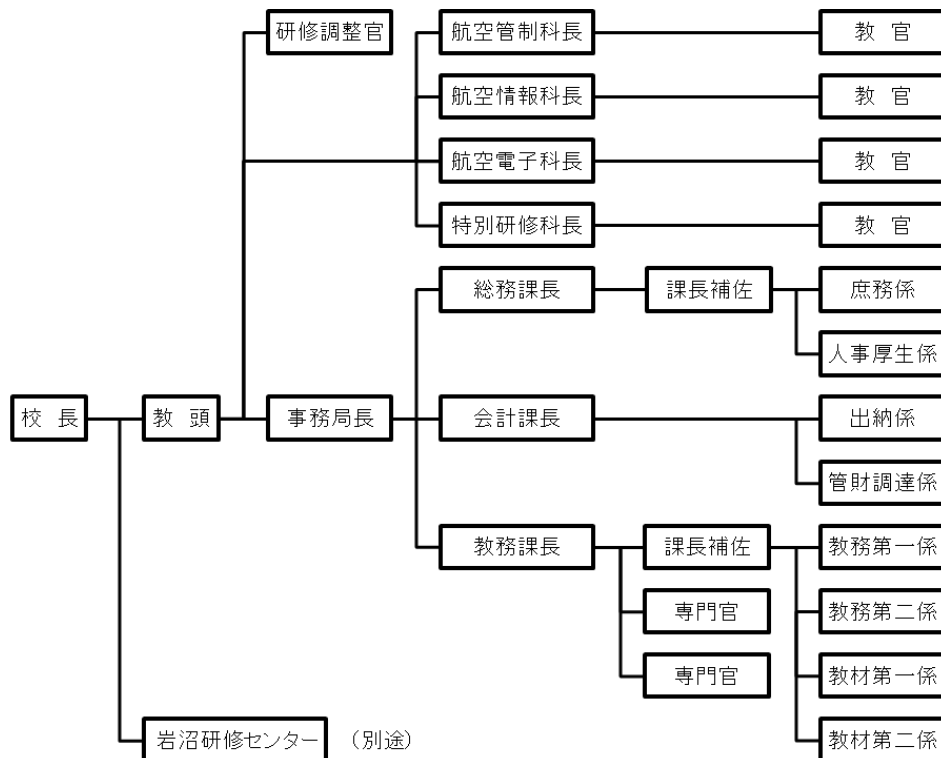 研修調整官
航空管制科長
教 官
航空情報科長
教 官
航空電子科長
教 官
特別研修科長
教 官
総務課長
課長補佐
庶務係
人事厚生係
校 長
教 頭
事務局長
会計課長
出納係
管財調達係
教務課長
課長補佐
教務第一係
専門官
教務第二係
専門官
教材第一係
岩沼研修センター (別途)
教材第二係